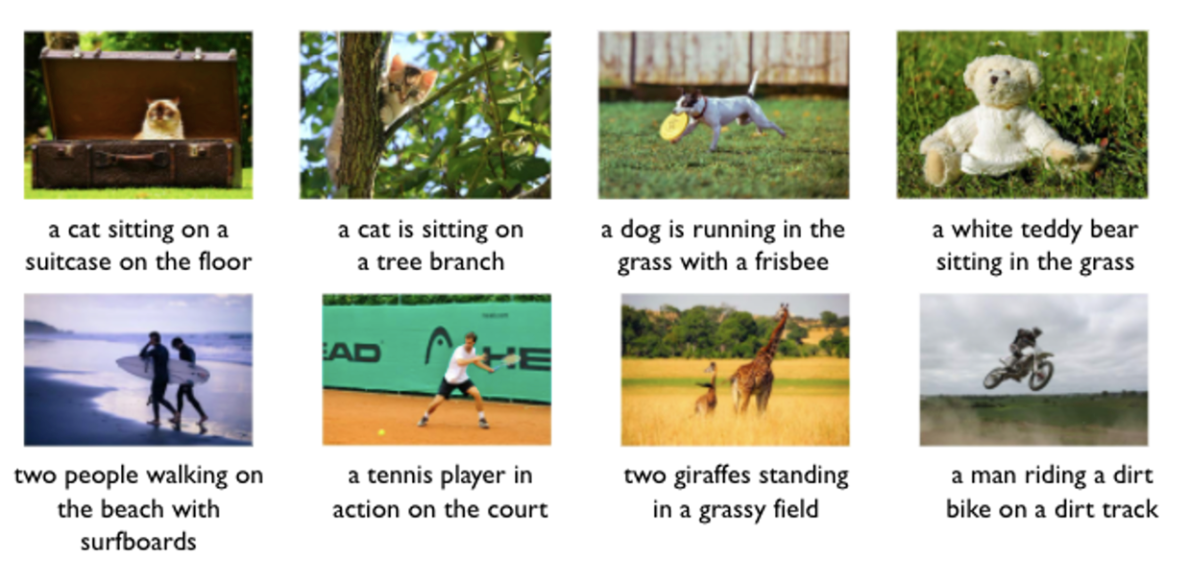 a cat sitting on a
suitcase on the floor
a cat is sitting on
a tree branch
a dog is running in the
grass with a frisbee
a white teddy bear
sitting in the grass
EAD
HE
two people walking on
the beach with
surfboards
a tennis player in
action on the court
two giraffes standing
in a grassy field
a man riding a dirt
bike on a dirt track